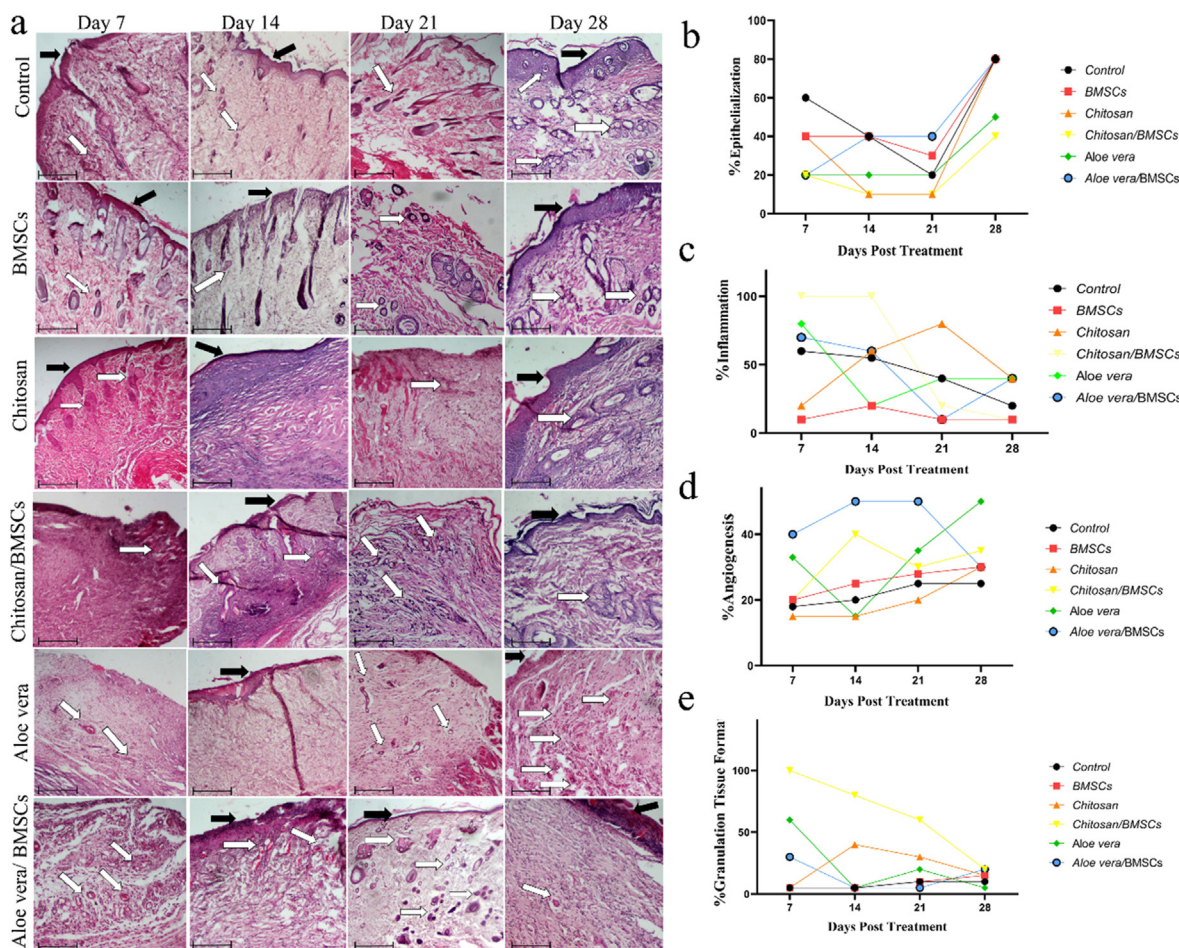 a
Day 7
Day 14
Day 21
Day 28
Control
BMSCs
Chitosan
Chitosan/BMSCs
Aloe vera
Aloe vera/ BMSCs
b
%Epithelialization
80
60
40
20
0
7
14
21
28
Days Post Treatment
Control
BMSCs
Chitosan
Chitosan/BMSCs
Aloe vera
Aloe vera/BMSCs
c
%Inflammation
100
50
0
7
14
21
28
Days Post Treatment
Control
BMSCs
Chitosan
Chitosan/BMSCs
Aloe vera
Aloe vera/BMSCs
d
%Angiogenesis
40
20
0
7
14
21
28
Days Post Treatment
Control
BMSCs
Chitosan
Chitosan/BMSCs
Aloe vera
Aloe vera/BMSCs
e
%Granulation Tissue Format
100
50
0
7
14
21
28
Days Post Treatment
Control
BMSCs
Chitosan
Chitosan/BMSCs
Aloe vera
Aloe vera/BMSCs